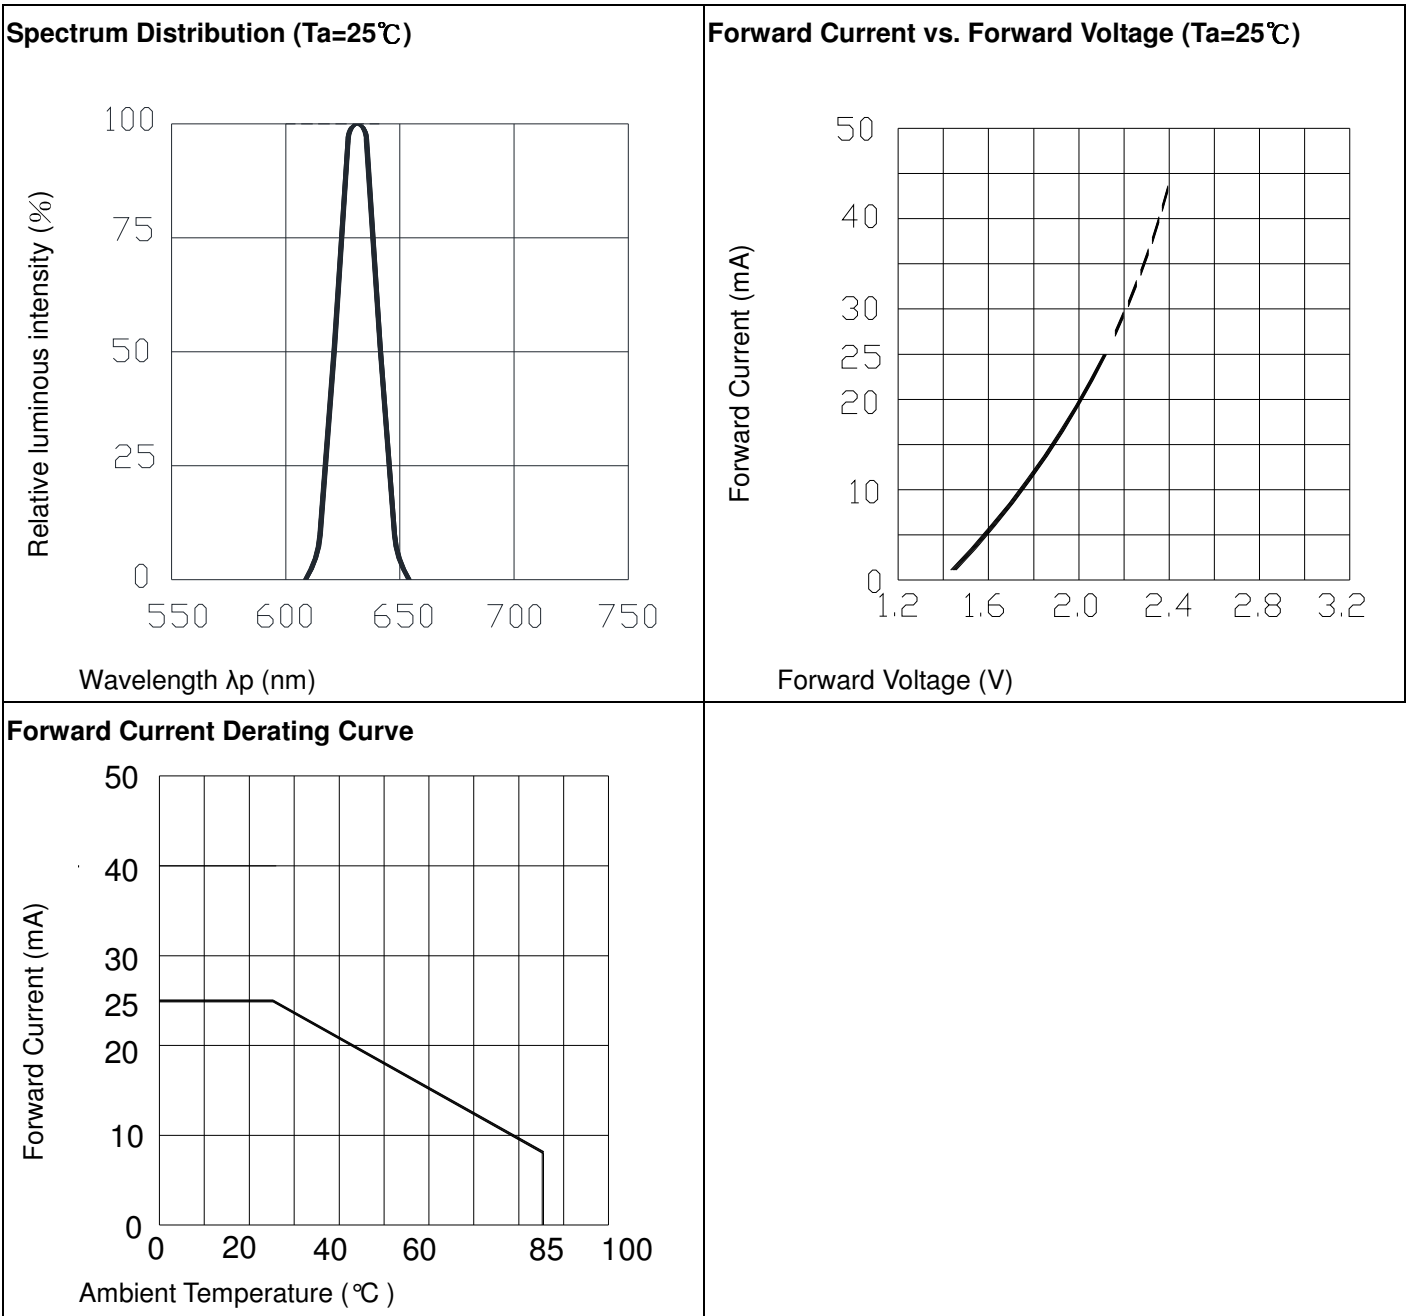 Spectrum Distribution (Ta=25℃)
100
75
50
25
0
550 600 650 700 750
Relative luminous intensity (%)
Wavelength λp (nm)
Forward Current vs. Forward Voltage (Ta=25℃)
50
40
30
25
20
10
0
1.2 1.6 2.0 2.4 2.8 3.2
Forward Current (mA)
Forward Voltage (V)
Forward Current Derating Curve
50
40
30
25
20
10
0
0 20 40 60 85 100
Forward Current (mA)
Ambient Temperature ( ℃ )